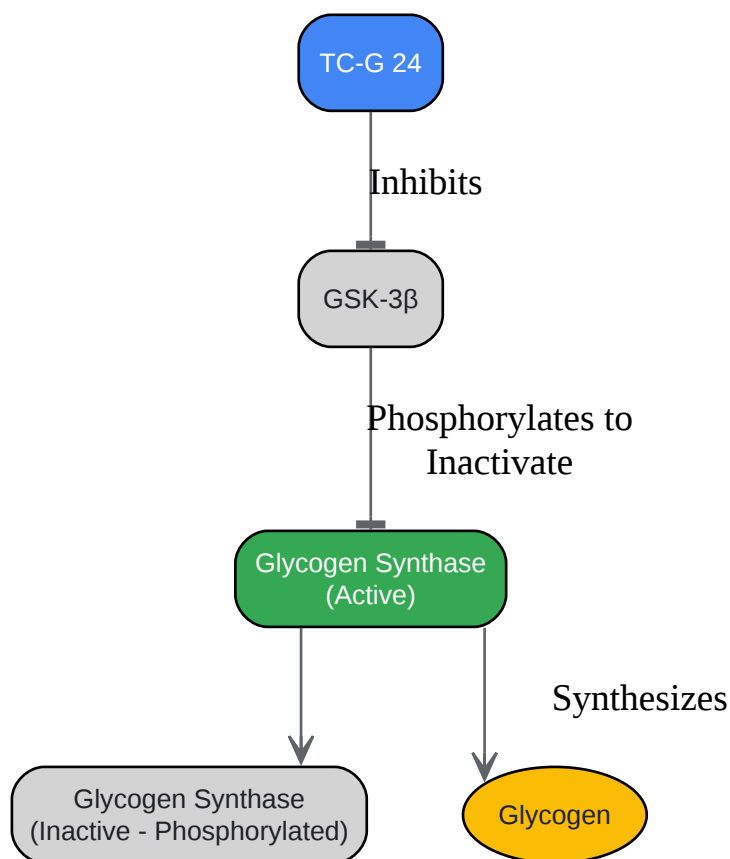 TC-G 24
Inhibits
GSK-3β
Phosphorylates to
Inactivate
Glycogen Synthase
(Active)
Synthesizes
Glycogen Synthase
(Inactive - Phosphorylated)
Glycogen